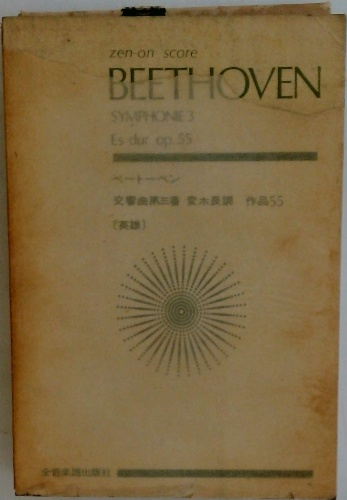 zen-on score
BEETHOVEN
SYMPHONIE 3
Es dur op.55
ベートーベン
交響曲第三番 変ホ長調 作品55
〔英雄〕
全音楽譜出版社